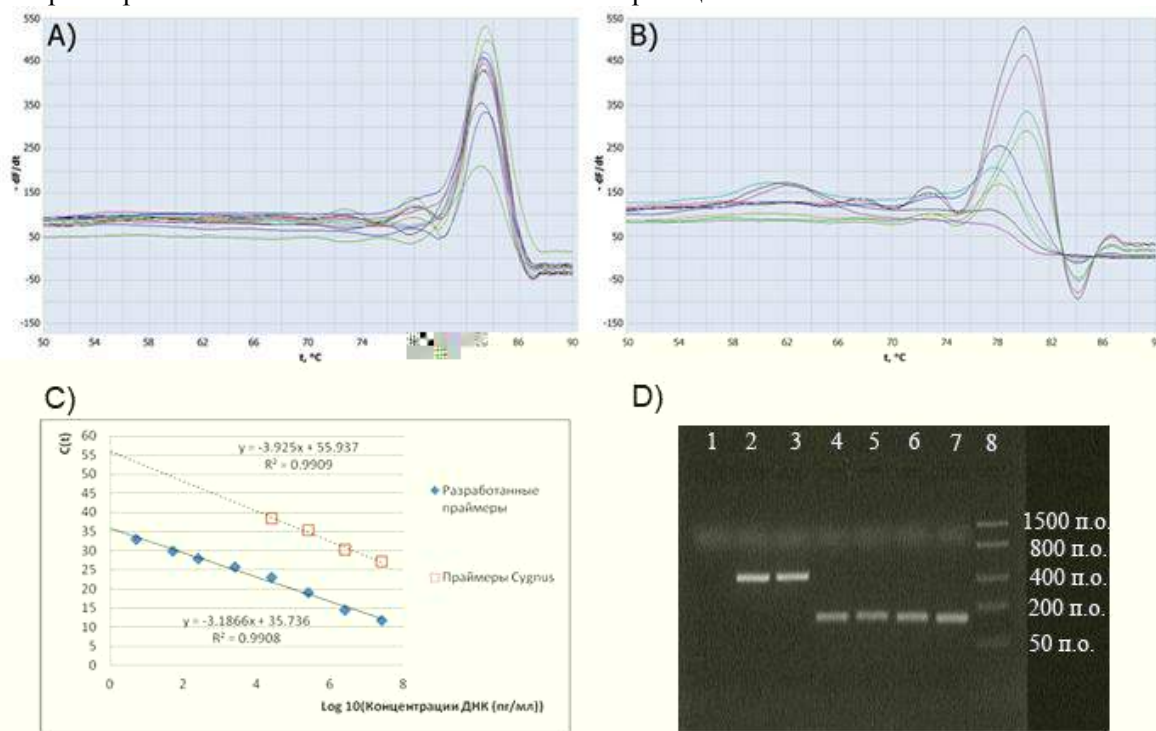 A)
550
450
350
250
150
50
-50
-150
- dF/dt
50 54 58 62 66 70 74 86 90
t, °C
B)
550
450
350
250
150
50
-50
-150
- dF/dt
50 54 58 62 66 70 74 78 82 86
t, °C
C)
C(t)
60
55
50
45
40
35
30
25
20
15
10
5
0
0 2 4 6 8
y = -3.925x + 55.937
R² = 0.9909
y = -3.1866x + 35.736
R² = 0.9908
Разработанные
праймеры
Праймеры Cygnus
Log 10(Концентрации ДНК (пг/мл))
D)
1 2 3 4 5 6 7 8
1500 п.о.
800 п.о.
400 п.о.
200 п.о.
50 п.о.